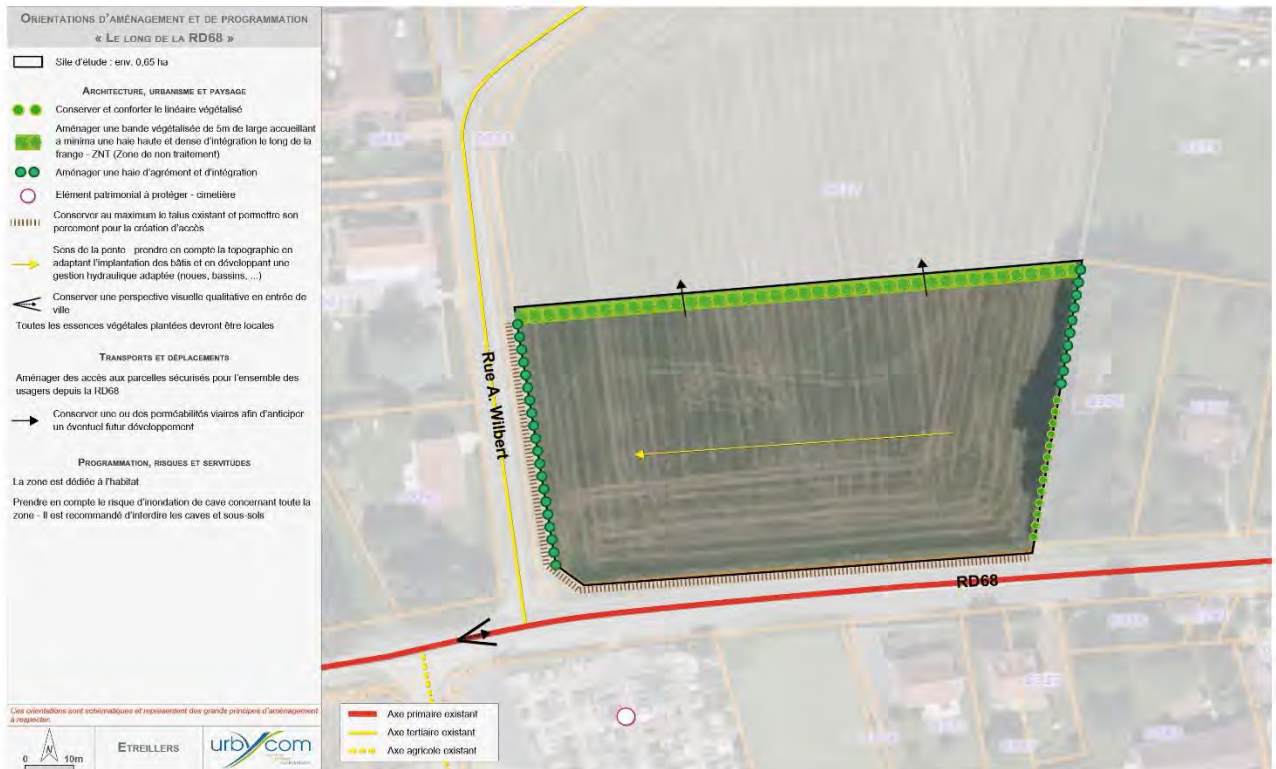 ORIENTATIONS D'AMÉNAGEMENT ET DE PROGRAMMATION
« LE LONG DE LA RD68 »
Site d'étude : env. 0,65 ha
ARCHITECTURE, URBANISME ET PAYSAGE
Conserver et conforter le linéaire végétalisé
Aménager une bande végétalisée de 5m de large accueillant
a minima une haie haute et dense d'intégration le long de la
frange - ZNT (Zone de non traitement)
Aménager une haie d'agrément et d'intégration
Elément patrimonial à protéger - cimetière
Conserver au maximum le talus existant et permettre son
percement pour la création d'accès
Sens de la pente prendre en compte la topographie en
adaptant l'implantation des bâtis et en développant une
gestion hydraulique adaptée (noues, bassins, ...)
Conserver une perspective visuelle qualitative en entrée de
ville
Toutes les essences végétales plantées devront être locales
TRANSPORTS ET DÉPLACEMENTS
Aménager des accès aux parcelles sécurisés pour l'ensemble des
usagers depuis la RD68
Conserver une ou des perméabilités viaires afin d'anticiper
un éventuel futur développement
PROGRAMMATION, RISQUES ET SERVITUDES
La zone est dédiée à l'habitat
Prendre en compte le risque d'inondation de cave concernant toute la
zone - Il est recommandé d'interdire les caves et sous-sols
Ces orientations sont schématiques et représentent des grands principes d'aménagement
à respecter.
N
0 10m
ETREILLERS
urbycom
Rue A. Wilbert
RD68
Axe primaire existant
Axe tertiaire existant
Axe agricole existant